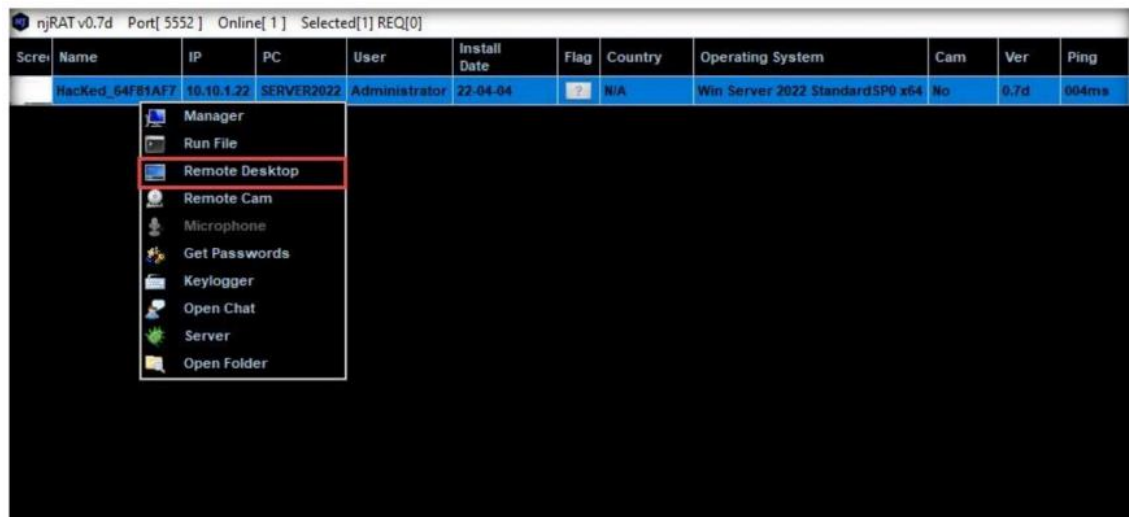 njRAT v0.7d Port[ 5552 ] Online[ 1 ] Selected[1] REQ[0]
Scree Name IP PC User Install Date Flag Country Operating System Cam Ver Ping
HacKed_64F81AF7 10.10.1.22 SERVER2022 Administrator 22-04-04 ? N/A Win Server 2022 StandardSP0 x64 No 0.7d 004ms
Manager
Run File
Remote Desktop
Remote Cam
Microphone
Get Passwords
Keylogger
Open Chat
Server
Open Folder